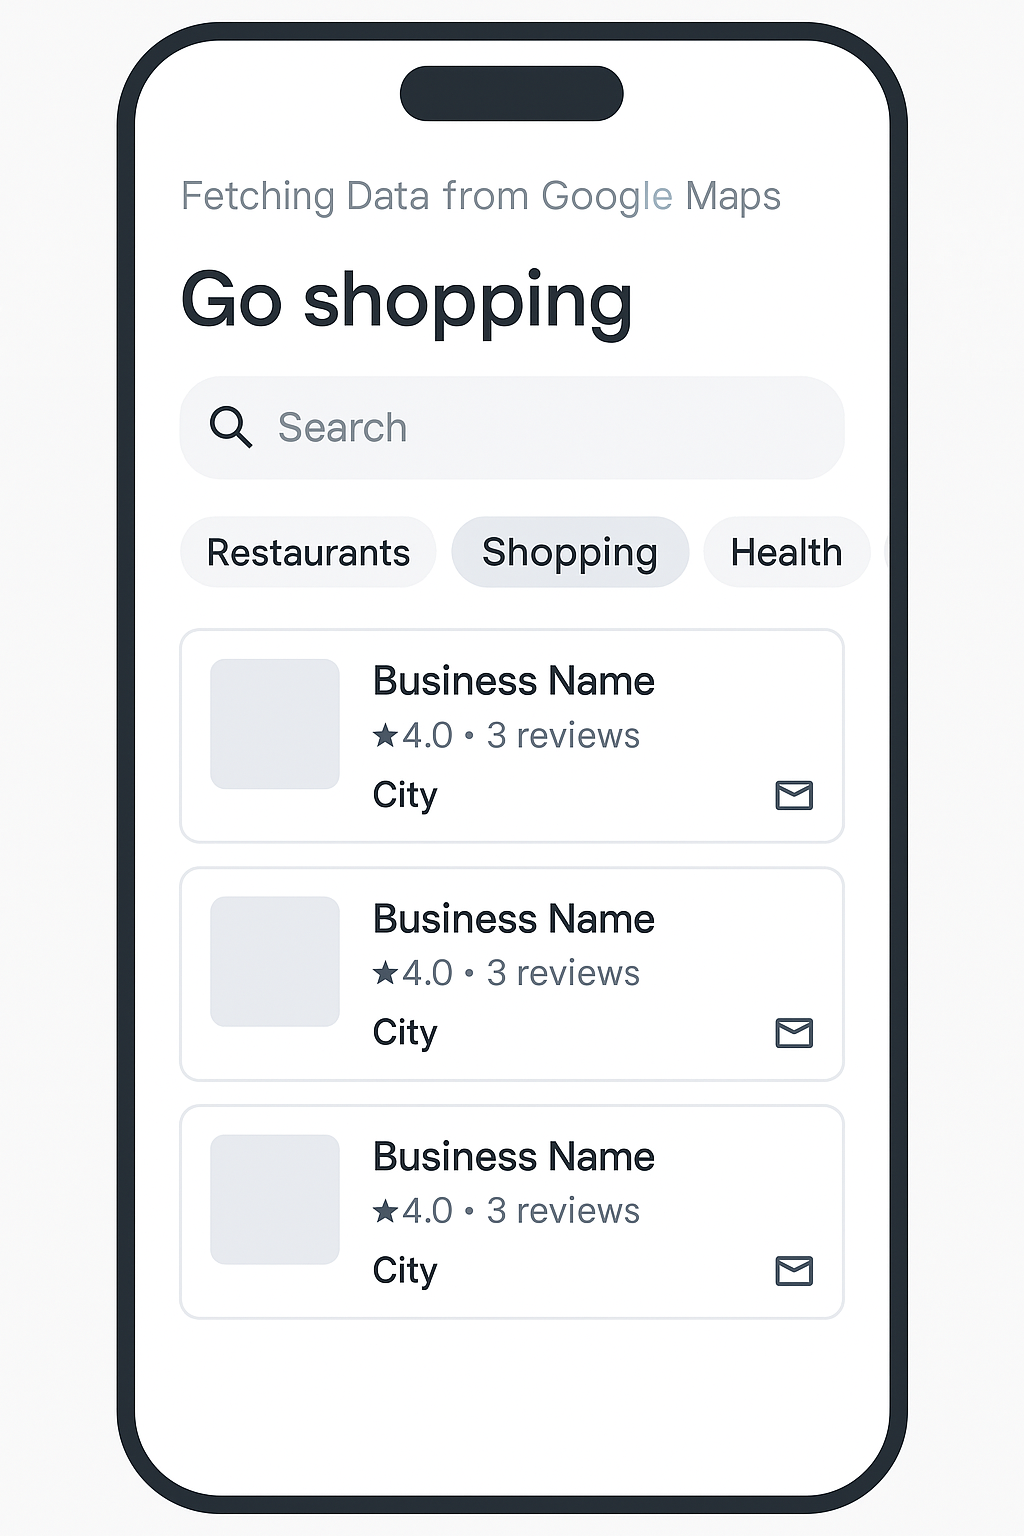 Fetching Data from Google Maps
Go shopping
Search
Restaurants Shopping Health
Business Name
★4.0 • 3 reviews
City
Business Name
★4.0 • 3 reviews
City
Business Name
★4.0 • 3 reviews
City